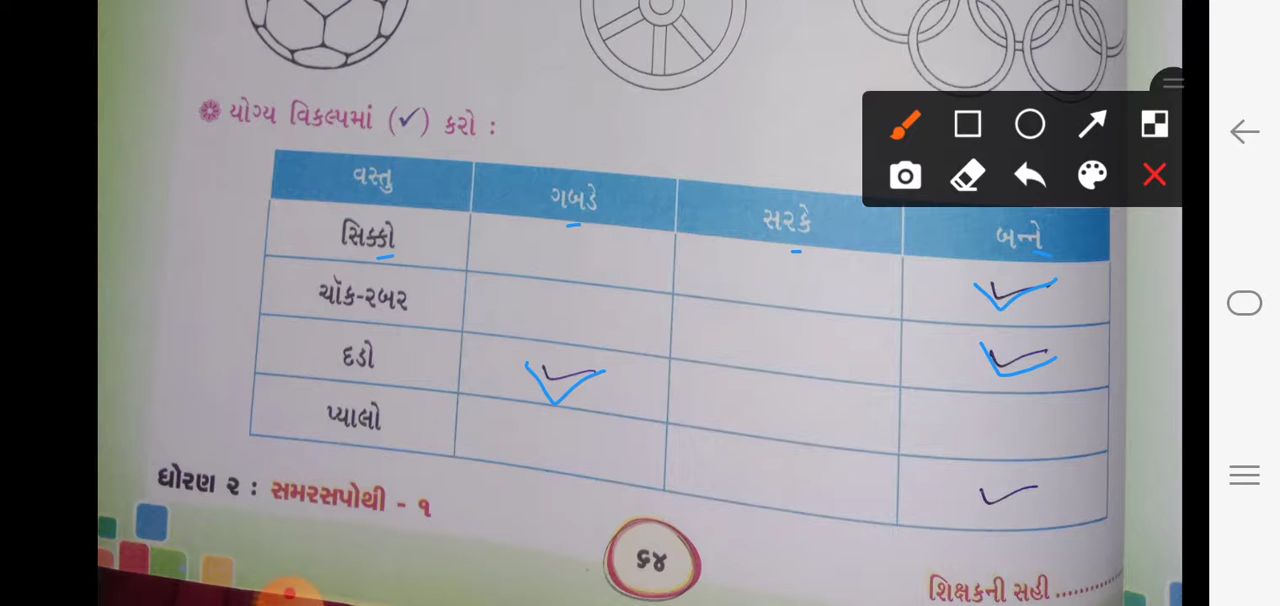 યોગ્ય વિકલ્પમાં (✓) કરો :
વસ્તુ ગબડે સરકે બન્ને
સિક્કો ✓
ચૉક-રબર ✓
દડો ✓
પ્યાલો ✓
ધોરણ ૨ : સમરસપોથી - ૧
૬૪
શિક્ષકની સહી ..........